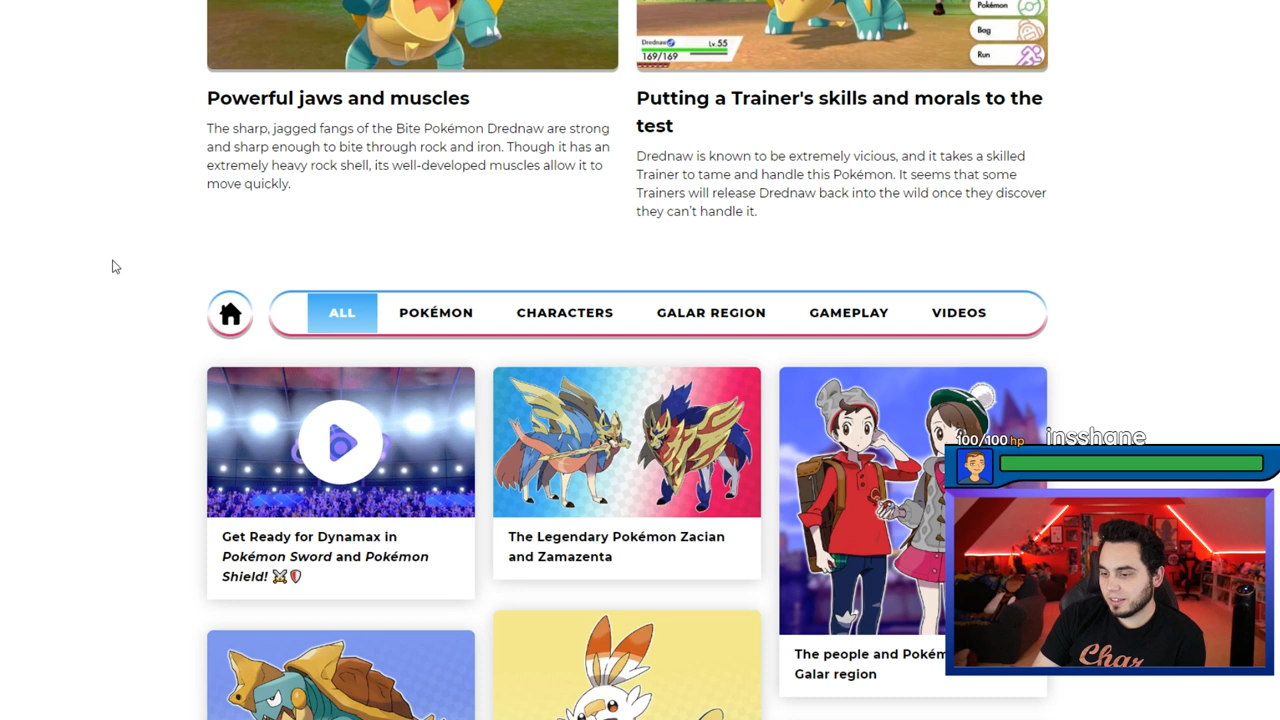 Pokémon
Bag
Run
Drednaw Lv. 55
169/169
Powerful jaws and muscles
The sharp, jagged fangs of the Bite Pokémon Drednaw are strong
and sharp enough to bite through rock and iron. Though it has an
extremely heavy rock shell, its well-developed muscles allow it to
move quickly.
Putting a Trainer's skills and morals to the
test
Drednaw is known to be extremely vicious, and it takes a skilled
Trainer to tame and handle this Pokémon. It seems that some
Trainers will release Drednaw back into the wild once they discover
they can't handle it.
ALL POKÉMON CHARACTERS GALAR REGION GAMEPLAY VIDEOS
Get Ready for Dynamax in
Pokémon Sword and Pokémon
Shield!
The Legendary Pokémon Zacian
and Zamazenta
The people and Pokém
Galar region
100/100 hp insshane
Char